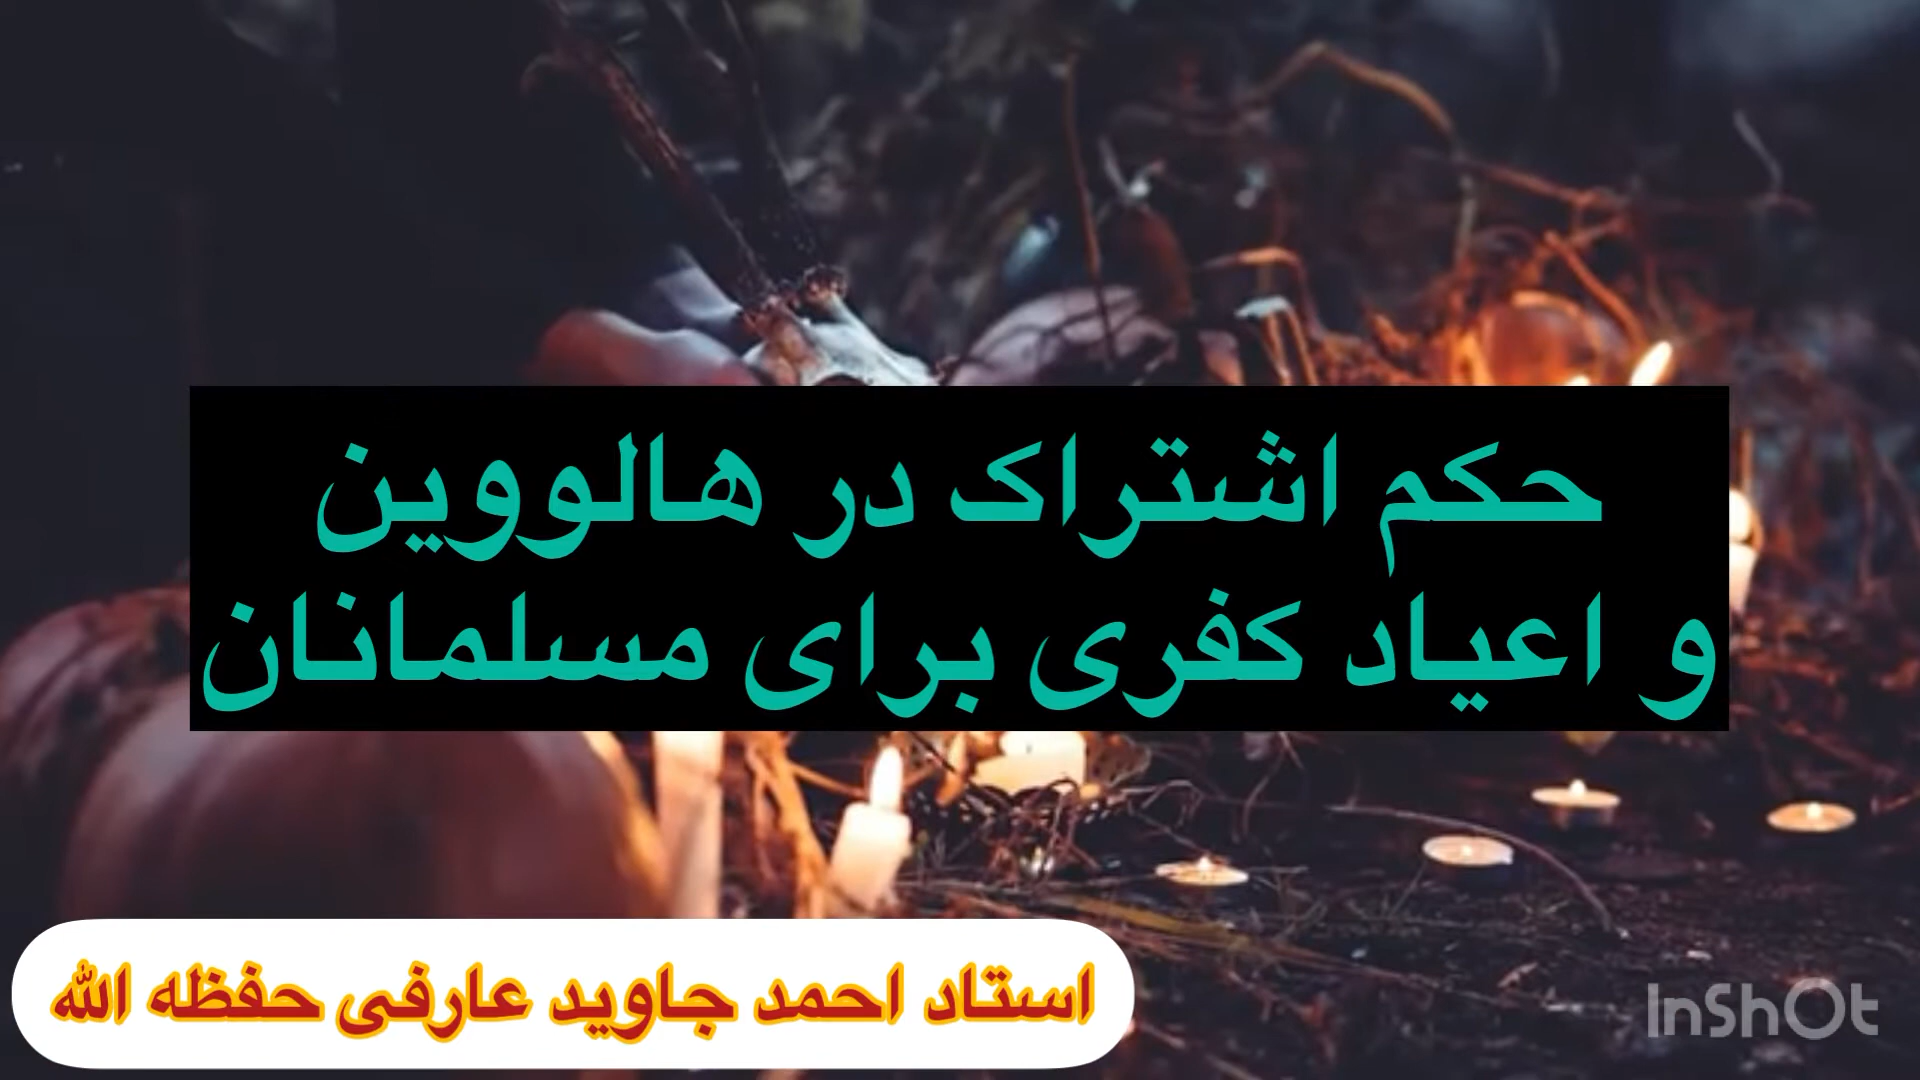 حکم اشتراک در هالووین
و اعیاد کفری برای مسلمانان
استاد احمد جاوید عارفی حفظه الله
InShOt